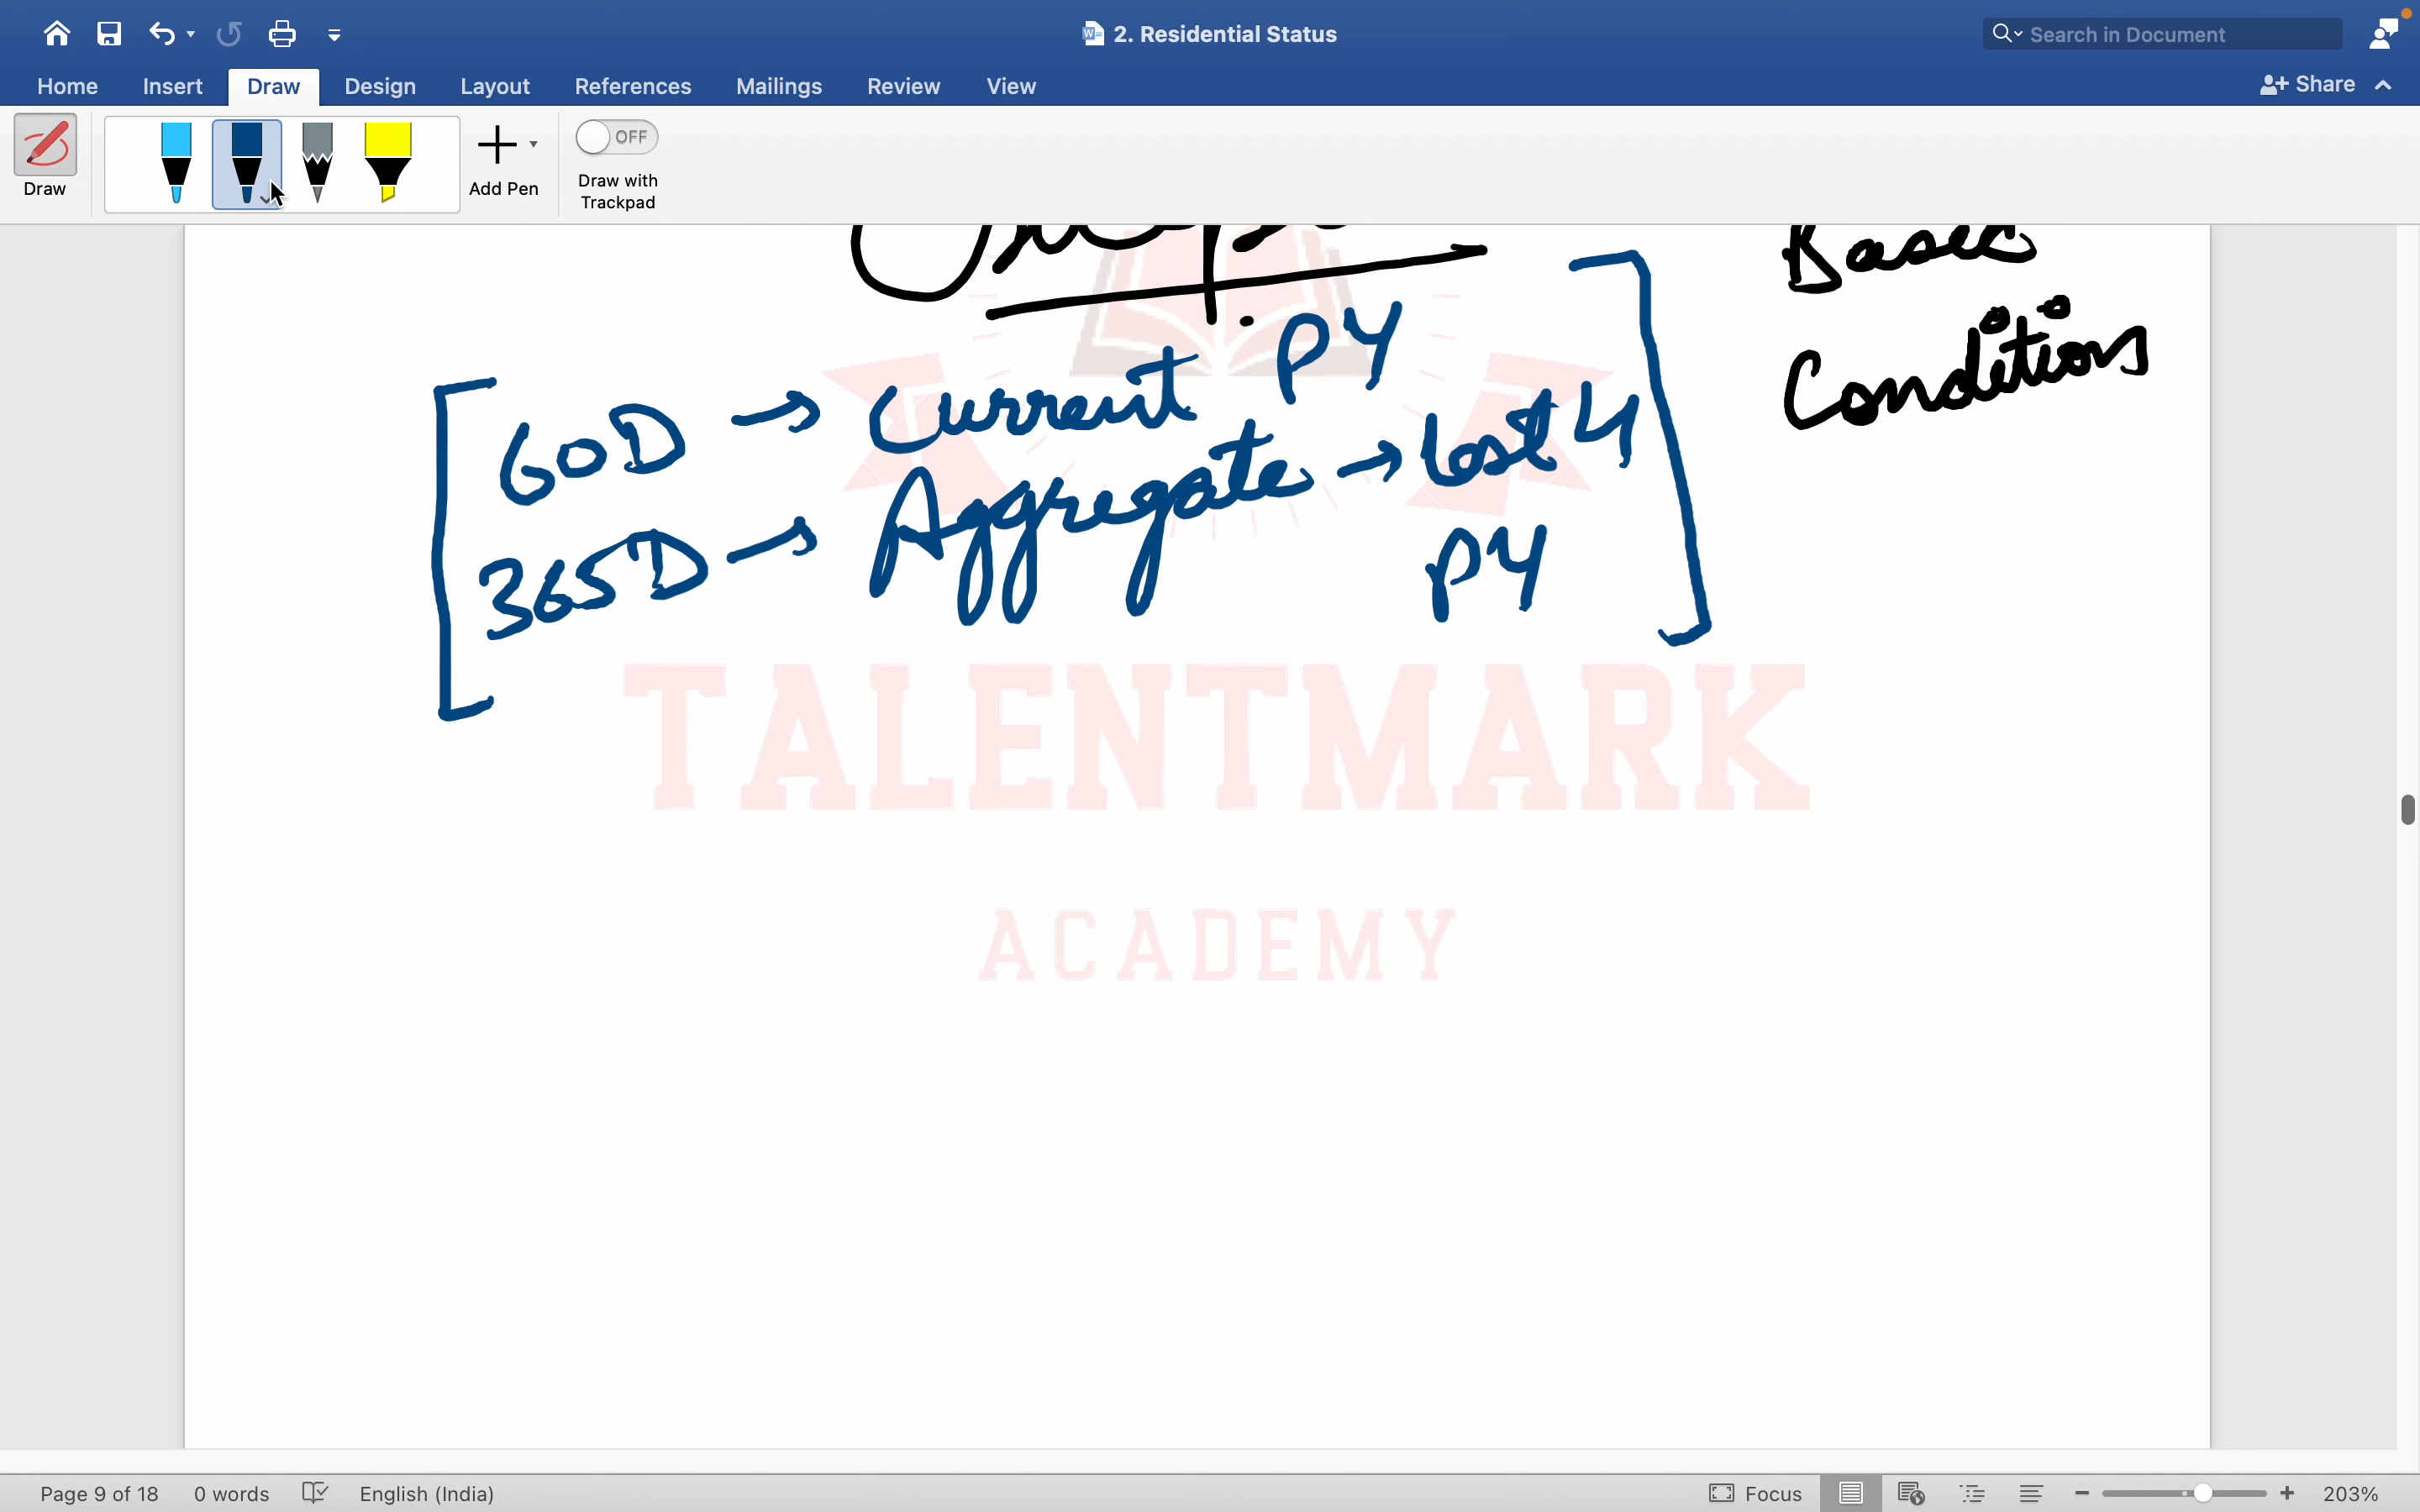 2. Residential Status
Search in Document
Home Insert Draw Design Layout References Mailings Review View
Share
OFF
Draw
Add Pen
Draw with
Trackpad
Basic
Conditions
60D → Current PY
365D → Aggregate → last 4
PY
TALENTMARK
ACADEMY
Page 9 of 18 0 words English (India)
Focus 203%